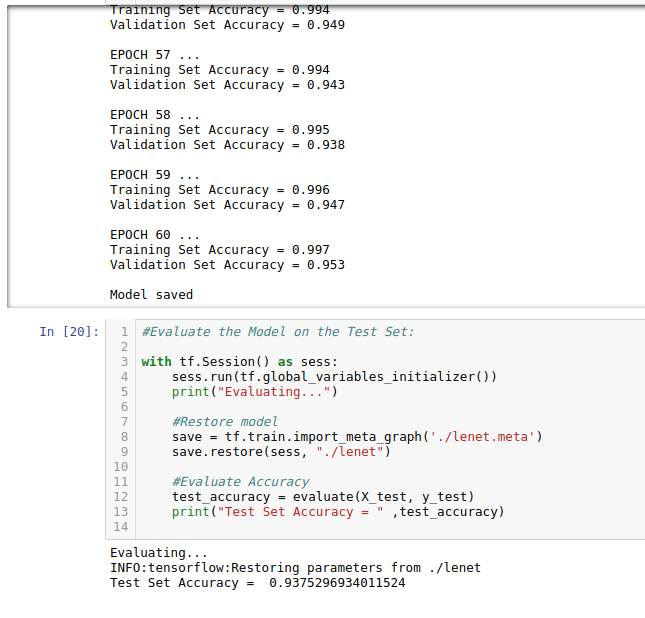 Training Set Accuracy = 0.994
Validation Set Accuracy = 0.949

EPOCH 57 ...
Training Set Accuracy = 0.994
Validation Set Accuracy = 0.943

EPOCH 58 ...
Training Set Accuracy = 0.995
Validation Set Accuracy = 0.938

EPOCH 59 ...
Training Set Accuracy = 0.996
Validation Set Accuracy = 0.947

EPOCH 60 ...
Training Set Accuracy = 0.997
Validation Set Accuracy = 0.953

Model saved

In [20]:
1 #Evaluate the Model on the Test Set:
2
3 with tf.Session() as sess:
4     sess.run(tf.global_variables_initializer())
5     print("Evaluating...")
6
7     #Restore model
8     save = tf.train.import_meta_graph('./lenet.meta')
9     save.restore(sess, "./lenet")
10
11     #Evaluate Accuracy
12     test_accuracy = evaluate(X_test, y_test)
13     print("Test Set Accuracy = " ,test_accuracy)
14

Evaluating...
INFO:tensorflow:Restoring parameters from ./lenet
Test Set Accuracy =  0.9375296934011524